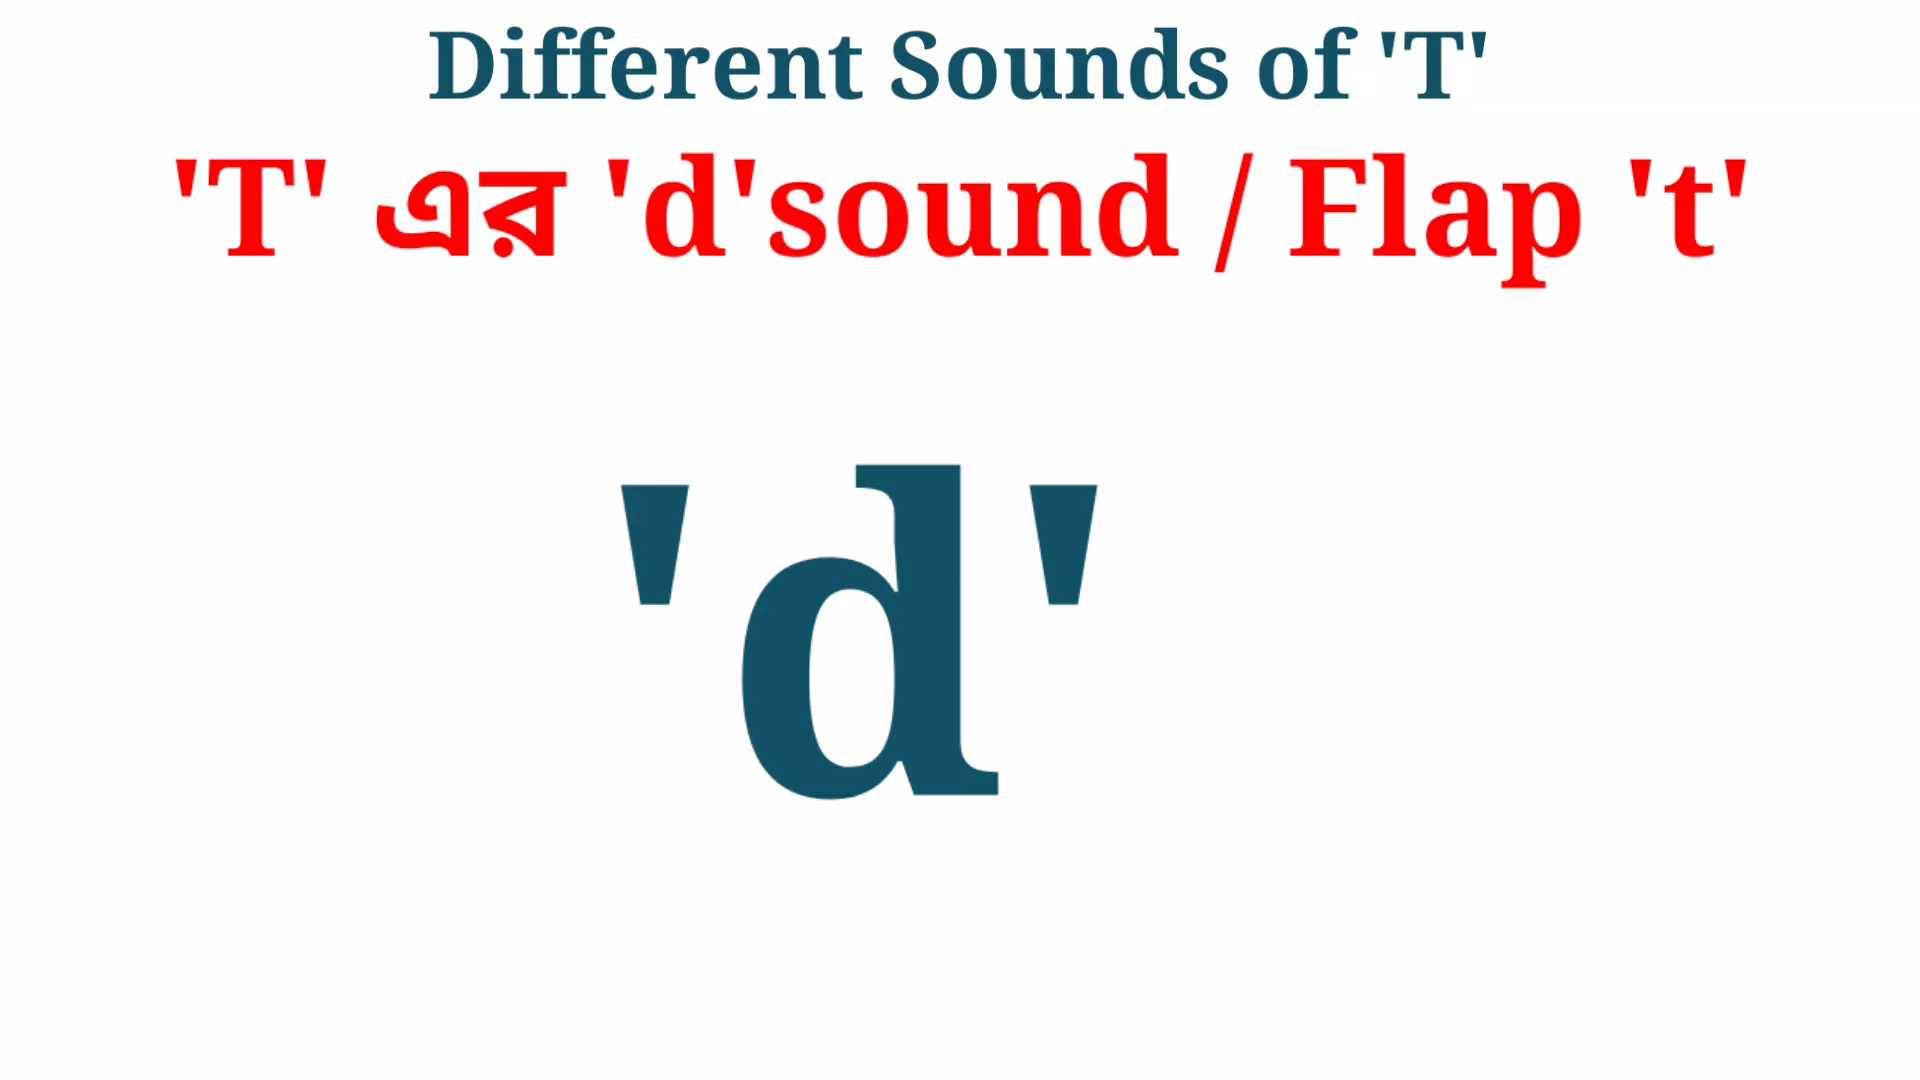 Different Sounds of 'T'
'T' এর 'd'sound / Flap 't'
'd'